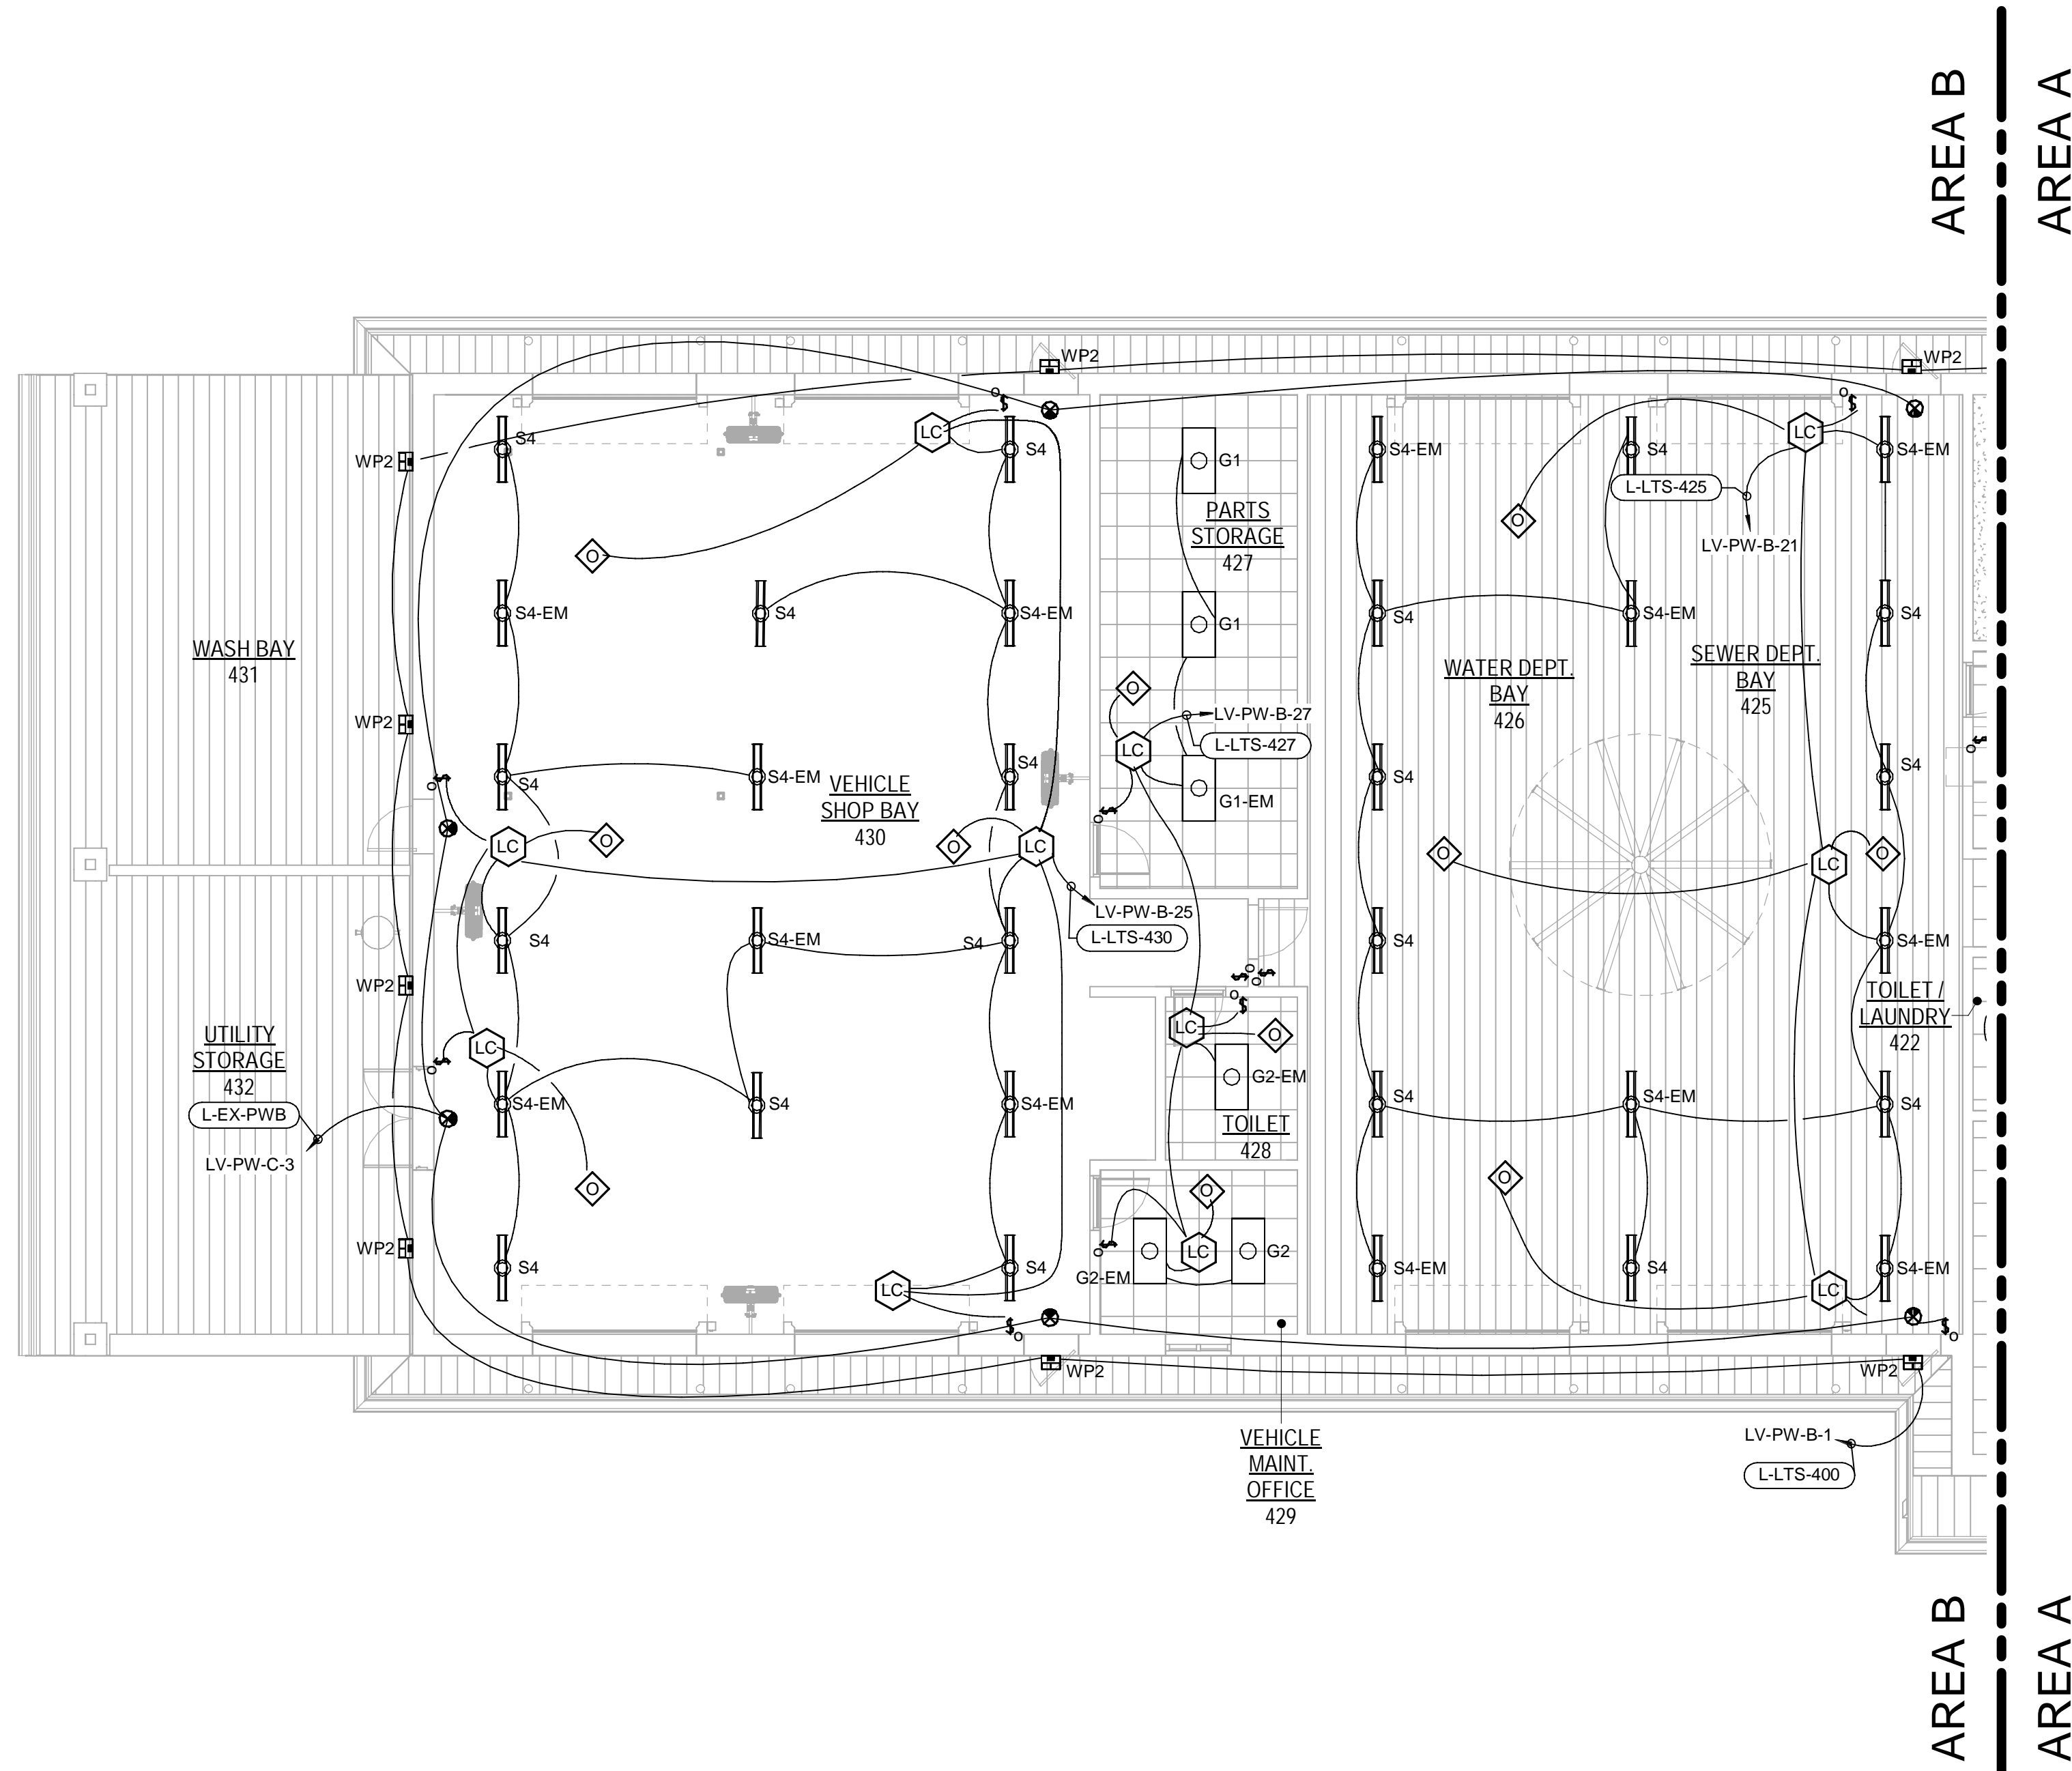 AREA B
AREA A
WP2
WP2
S4
LC
$
S4
G1
S4-EM
S4
LC
$
S4-EM
WP2
L-LTS-425
O
PARTS
STORAGE
427
O
LV-PW-B-21
S4-EM
S4
S4-EM
G1
S4
S4-EM
S4
WASH BAY
431
WATER DEPT.
BAY
426
SEWER DEPT.
BAY
425
O
WP2
LV-PW-B-27
L-LTS-427
LC
$
S4
S4-EM
S4
VEHICLE
SHOP BAY
430
G1-EM
$
S4
S4
$
LC
O
O
LC
O
LC
O
LV-PW-B-25
L-LTS-430
S4
S4-EM
S4
S4
S4-EM
WP2
$
$
$
TOILET /
LAUNDRY
422
UTILITY
STORAGE
432
LC
$
LC
O
G2-EM
L-EX-PWB
LV-PW-C-3
S4-EM
S4
S4-EM
TOILET
428
S4
S4-EM
S4
O
O
O
WP2
S4
LC
S4
$
G2-EM
LC
G2
S4-EM
S4
LC
S4-EM
$
$
WP2
WP2
VEHICLE
MAINT.
OFFICE
429
LV-PW-B-1
L-LTS-400
AREA B
AREA A